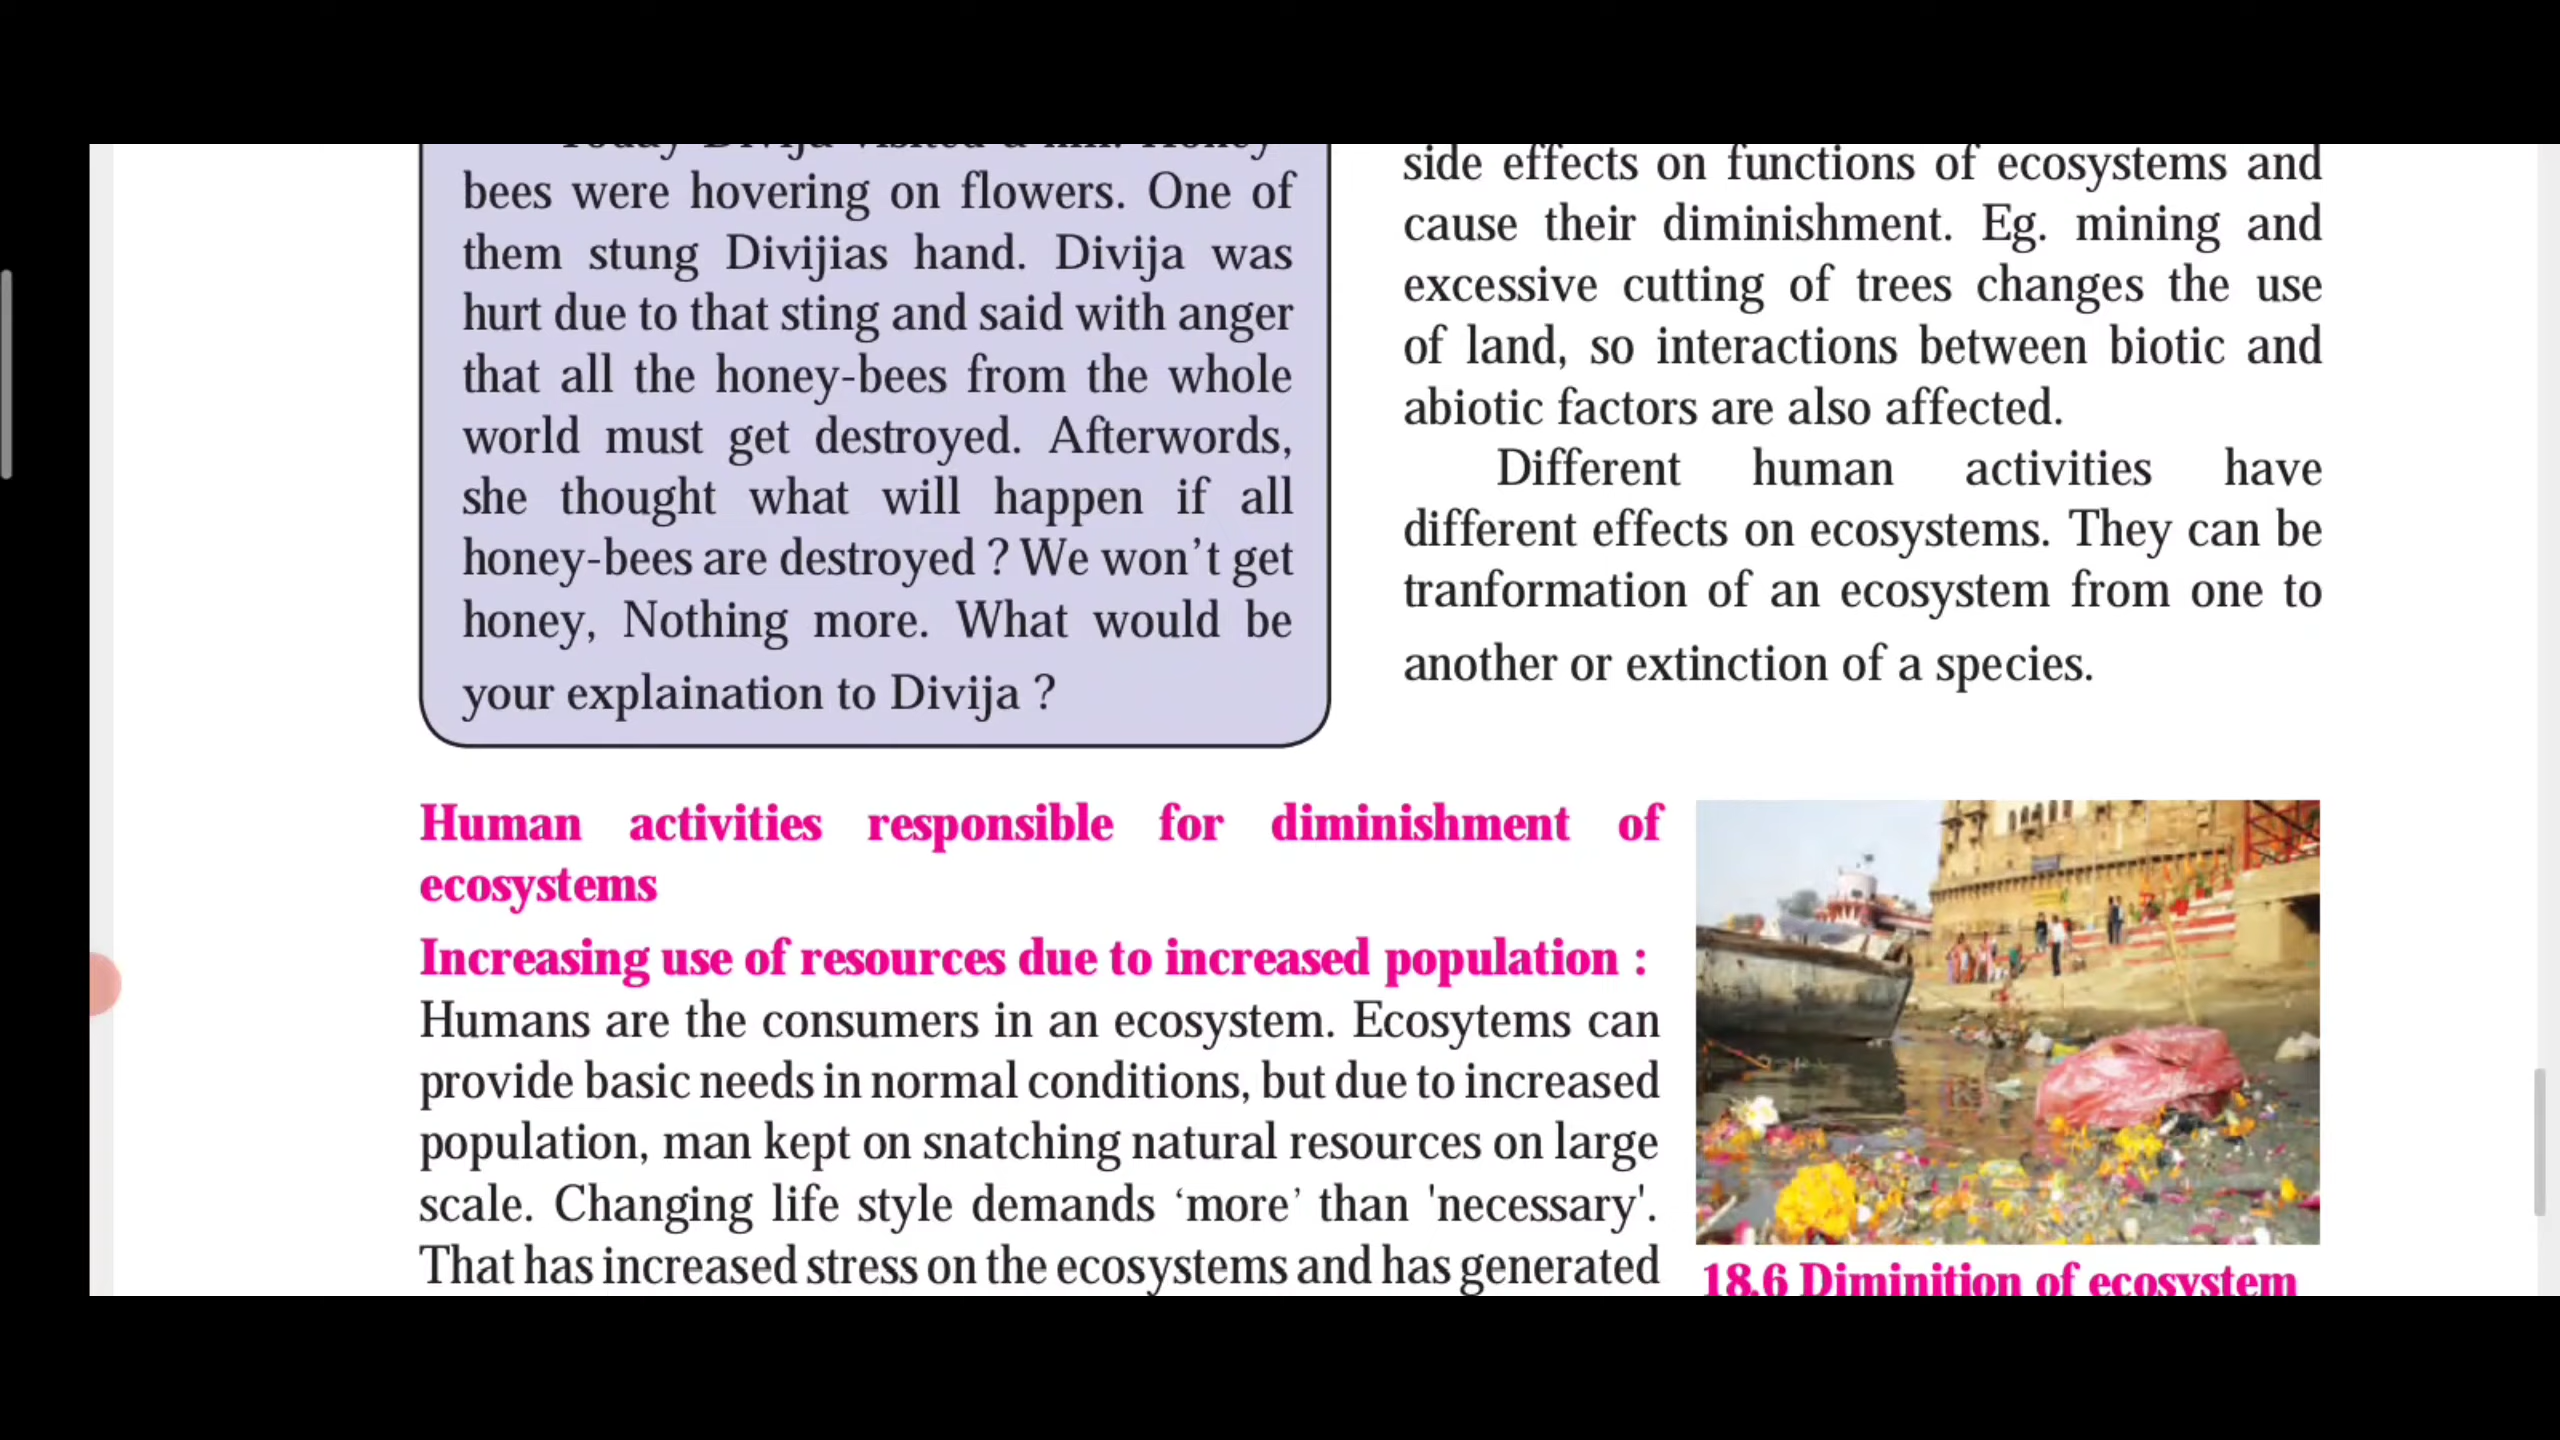 Today Divija visited a hill. Honey-
bees were hovering on flowers. One of
them stung Divijias hand. Divija was
hurt due to that sting and said with anger
that all the honey-bees from the whole
world must get destroyed. Afterwords,
she thought what will happen if all
honey-bees are destroyed ? We won’t get
honey, Nothing more. What would be
your explaination to Divija ?
side effects on functions of ecosystems and
cause their diminishment. Eg. mining and
excessive cutting of trees changes the use
of land, so interactions between biotic and
abiotic factors are also affected.
Different human activities have
different effects on ecosystems. They can be
tranformation of an ecosystem from one to
another or extinction of a species.
Human activities responsible for diminishment of
ecosystems
Increasing use of resources due to increased population :
Humans are the consumers in an ecosystem. Ecosytems can
provide basic needs in normal conditions, but due to increased
population, man kept on snatching natural resources on large
scale. Changing life style demands ‘more’ than 'necessary'.
That has increased stress on the ecosystems and has generated
18.6 Diminition of ecosystem